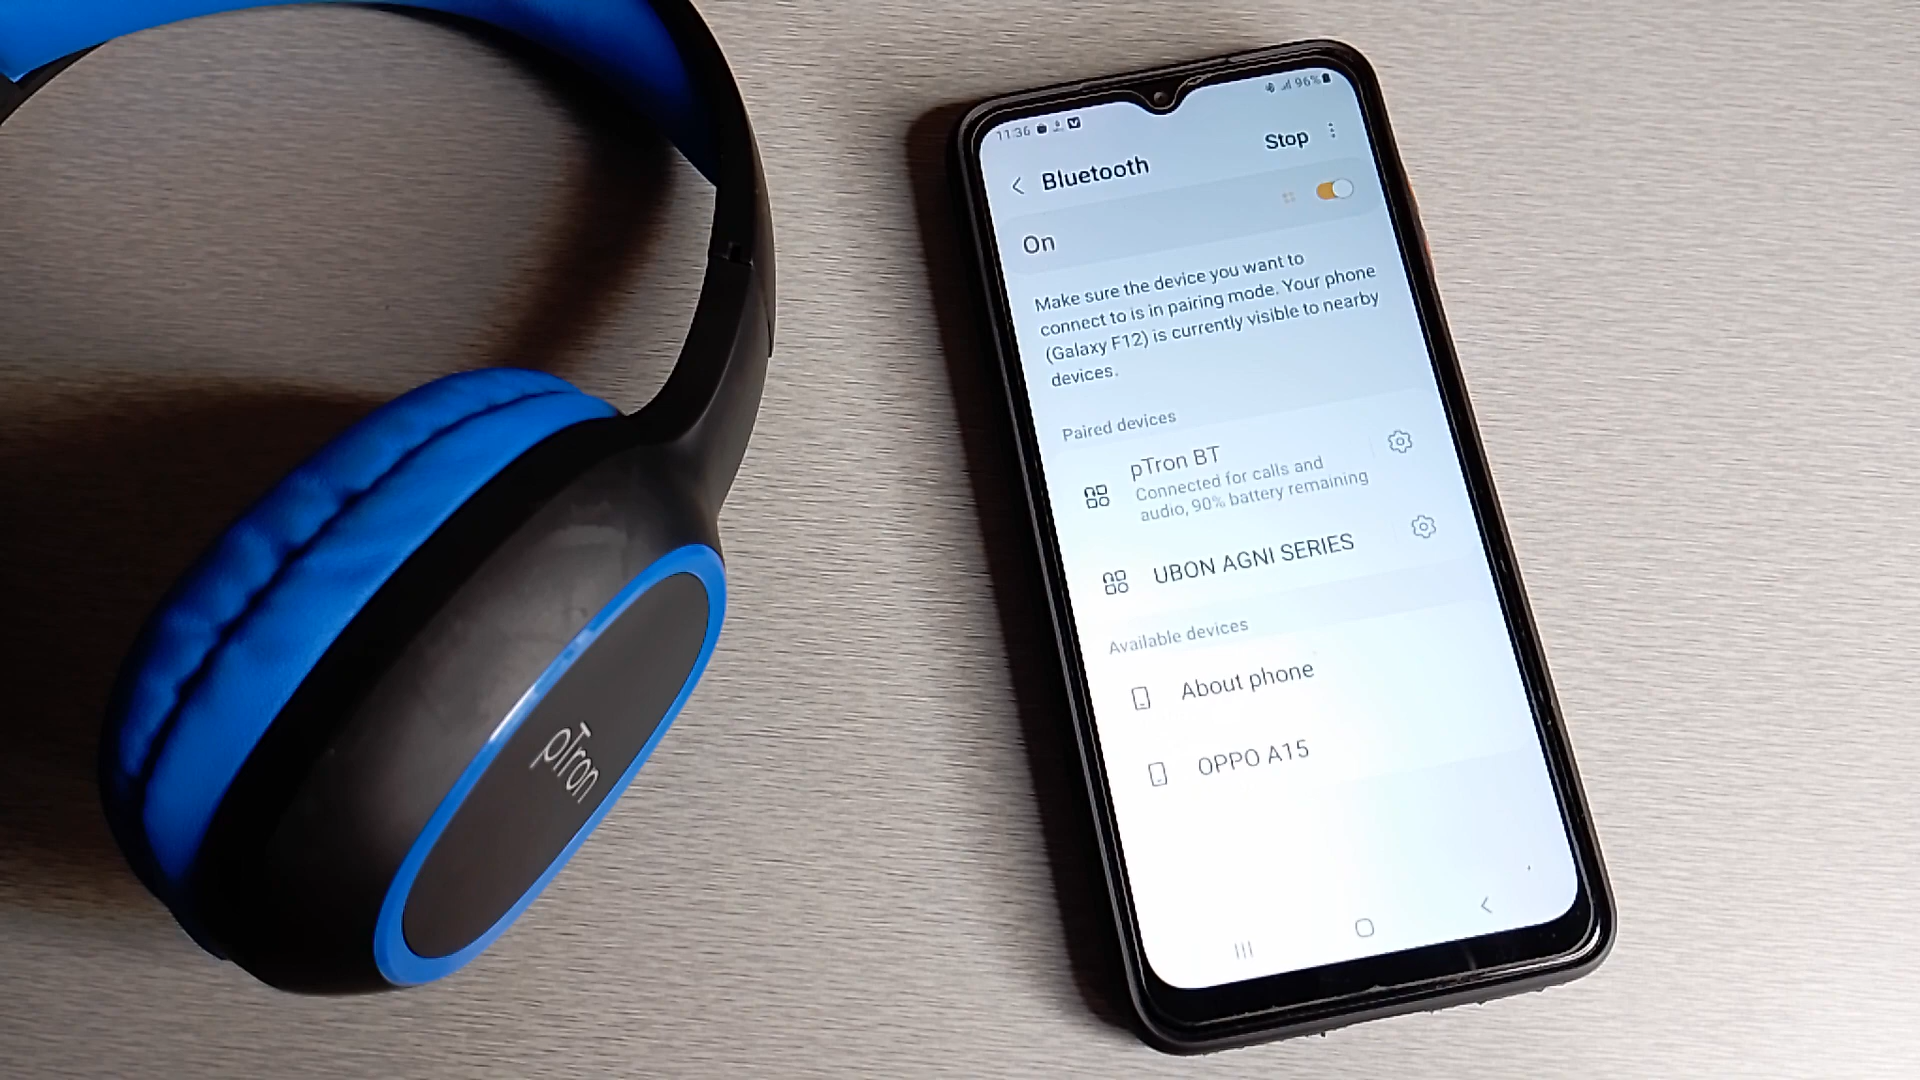 11:36
96%
Stop
Bluetooth
On
Make sure the device you want to
connect to is in pairing mode. Your phone
(Galaxy F12) is currently visible to nearby
devices.
Paired devices
pTron BT
Connected for calls and
audio, 90% battery remaining
UBON AGNI SERIES
Available devices
About phone
OPPO A15
pTron